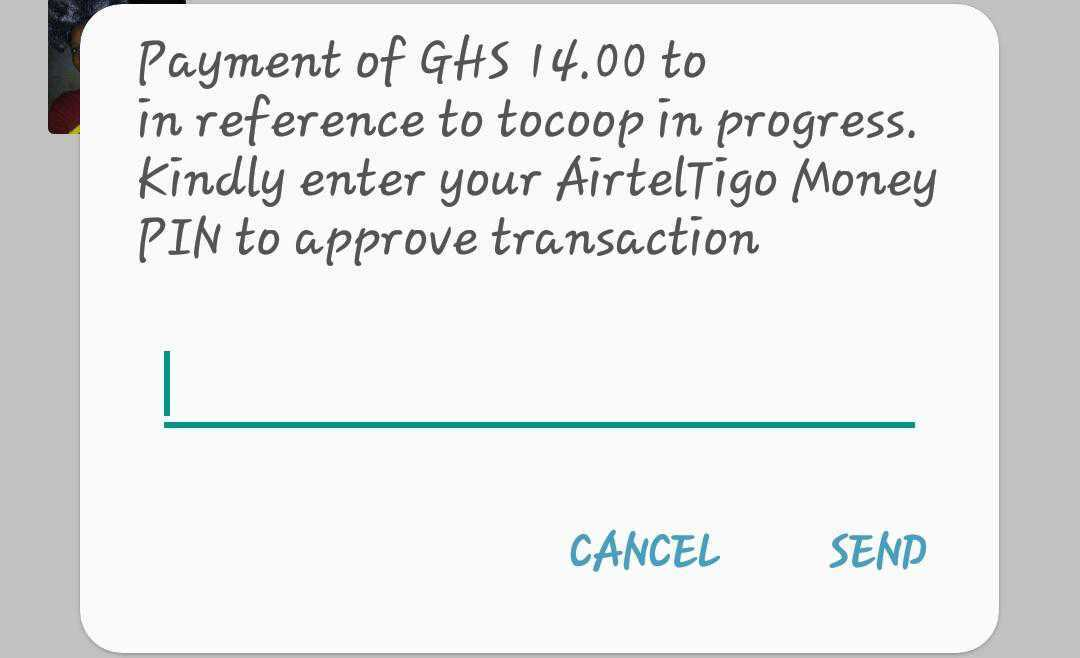 Payment of GHS 14.00 to
in reference to tocoop in progress.
Kindly enter your AirtelTigo Money
PIN to approve transaction
CANCEL SEND